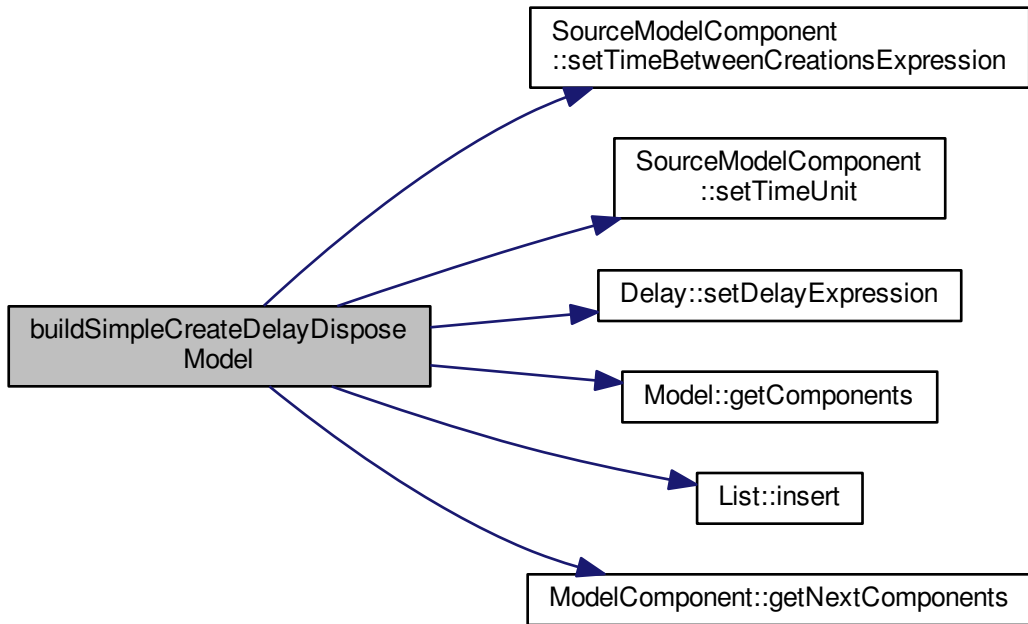 SourceModelComponent
::setTimeBetweenCreationsExpression
SourceModelComponent
::setTimeUnit
Delay::setDelayExpression
buildSimpleCreateDelayDispose
Model
Model::getComponents
List::insert
ModelComponent::getNextComponents